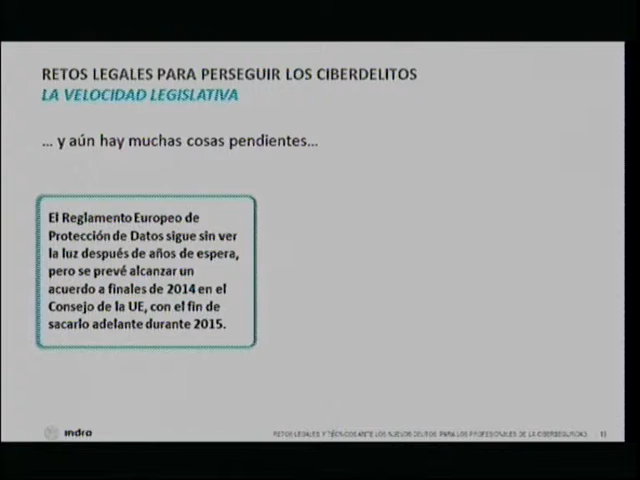 RETOS LEGALES PARA PERSEGUIR LOS CIBERDELITOS
LA VELOCIDAD LEGISLATIVA
... y aún hay muchas cosas pendientes...
El Reglamento Europeo de
Protección de Datos sigue sin ver
la luz después de años de espera,
pero se prevé alcanzar un
acuerdo a finales de 2014 en el
Consejo de la UE, con el fin de
sacarlo adelante durante 2015.
indra
RETOS LEGALES Y TÉCNICOS ANTE LOS NUEVOS DELITOS PARA LOS PROFESIONALES DE LA CIBERSEGURIDAD